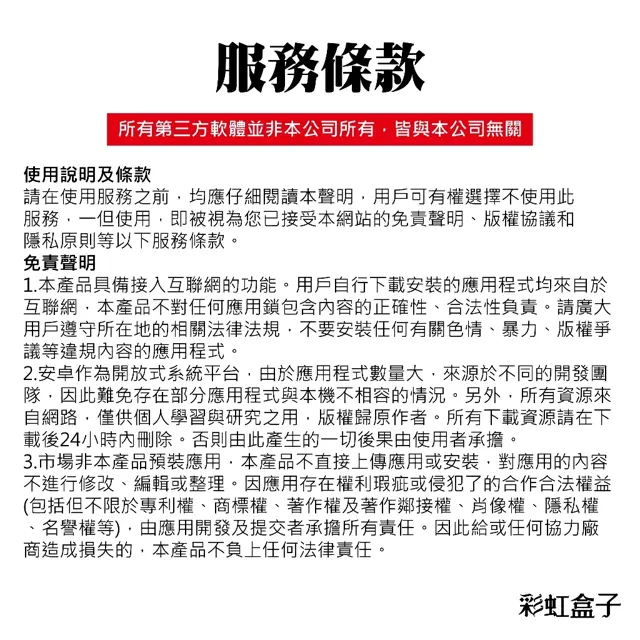 服務條款
所有第三方軟體並非本公司所有，皆與本公司無關
使用說明及條款
請在使用服務之前，均應仔細閱讀本聲明，用戶可有權選擇不使用此
服務，一但使用，即被視為您已接受本網站的免責聲明、版權協議和
隱私原則等以下服務條款。
免責聲明
1.本產品具備接入互聯網的功能。用戶自行下載安裝的應用程式均來自於
互聯網，本產品不對任何應用鎖包含內容的正確性、合法性負責。請廣大
用戶遵守所在地的相關法律法規，不要安裝任何有關色情、暴力、版權爭
議等違規內容的應用程式。
2.安卓作為開放式系統平台，由於應用程式數量大，來源於不同的開發團
隊，因此難免存在部分應用程式與本機不相容的情況。另外，所有資源來
自網路，僅供個人學習與研究之用，版權歸原作者。所有下載資源請在下
載後24小時內刪除。否則由此產生的一切後果由使用者承擔。
3.市場非本產品預裝應用，本產品不直接上傳應用或安裝，對應用的內容
不進行修改、編輯或整理。因應用存在權利瑕疵或侵犯了的合作合法權益
(包括但不限於專利權、商標權、著作權及著作鄰接權、肖像權、隱私權
、名譽權等)，由應用開發及提交者承擔所有責任。因此給或任何協力廠
商造成損失的，本產品不負上任何法律責任。
彩虹盒子